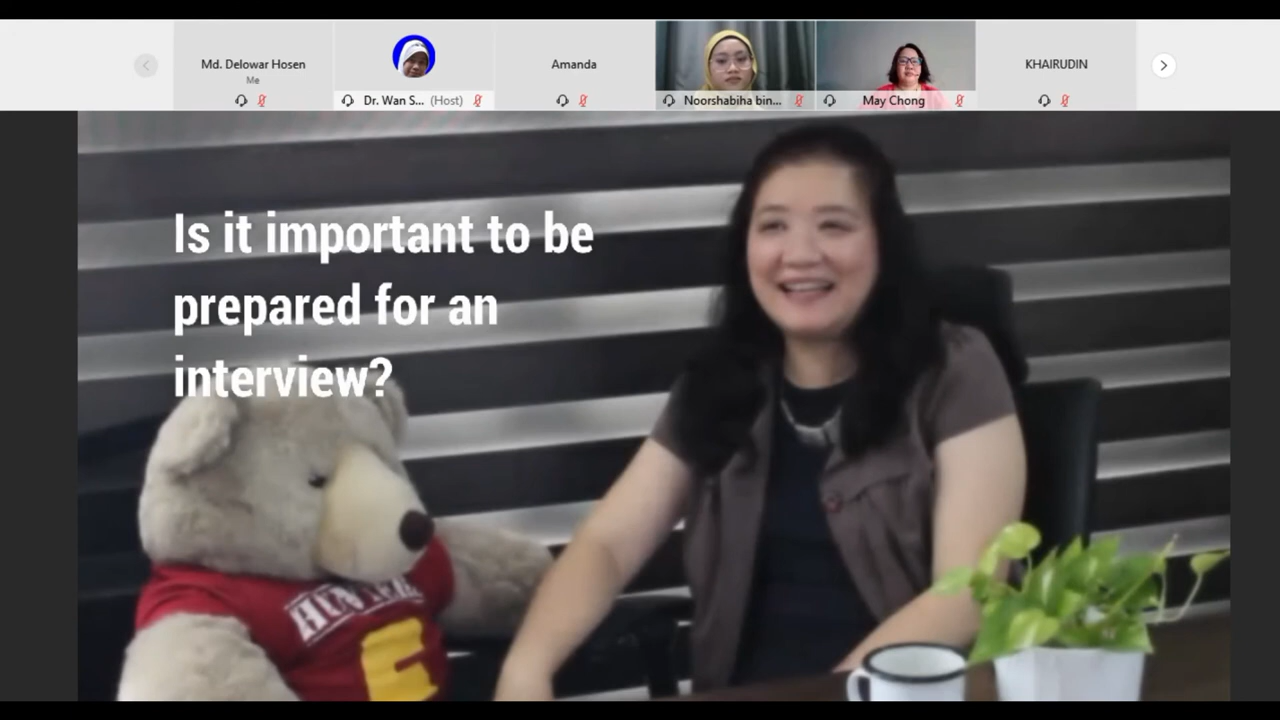 Md. Delowar Hosen
Me
Dr. Wan S... (Host)
Amanda
Noorshabiha bin...
May Chong
KHAIRUDIN
Is it important to be
prepared for an
interview?
E